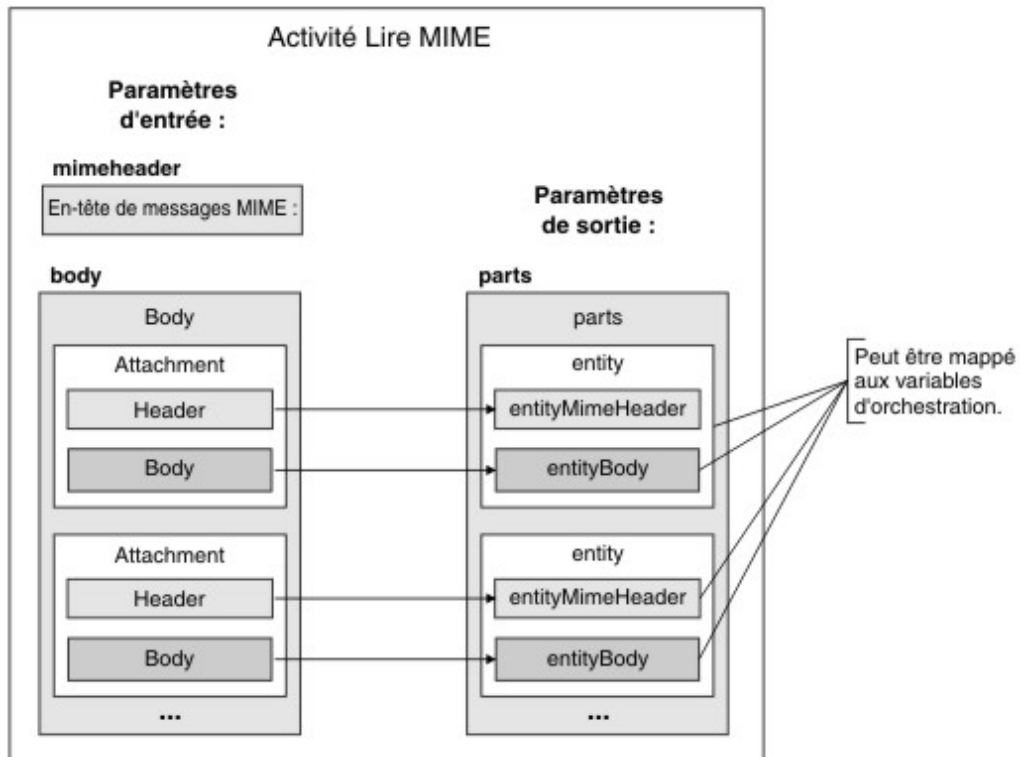 Activité Lire MIME
Paramètres
d'entrée :
mimeheader
En-tête de messages MIME :
body
Body
Attachment
Header
Body
Attachment
Header
Body
...
Paramètres
de sortie :
parts
parts
entity
entityMimeHeader
entityBody
entity
entityMimeHeader
entityBody
...
Peut être mappé
aux variables
d'orchestration.